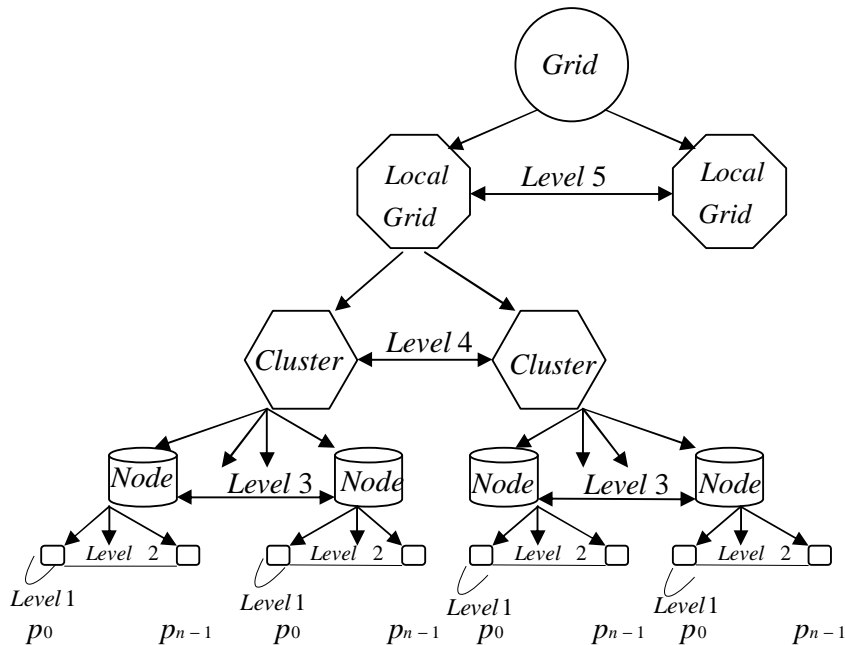 Grid
Local
Grid
Level 5
Local
Grid
Cluster
Level 4
Cluster
Node
Level 3
Node
Node
Level 3
Node
Level 2
Level 2
Level 2
Level 2
Level 1
Level 1
Level 1
Level 1
p0
pn−1
p0
pn−1
p0
pn−1
p0
pn−1